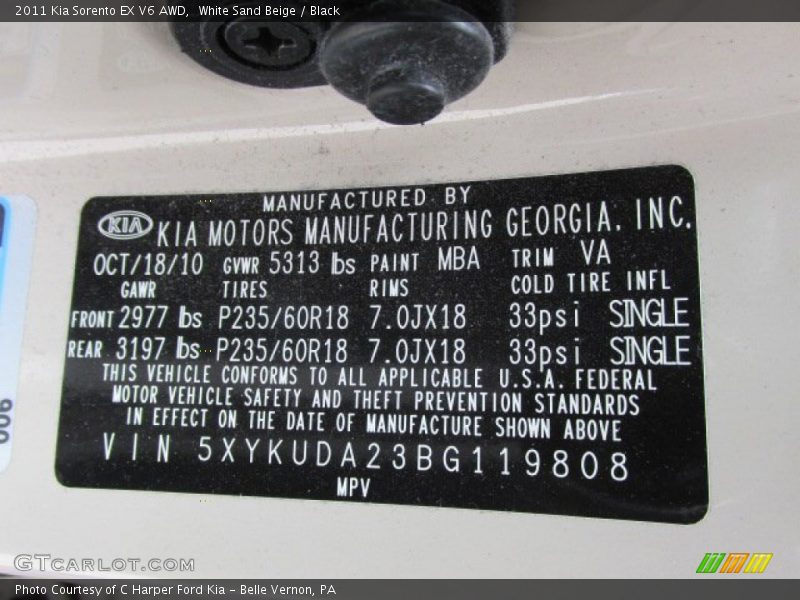 2011 Kia Sorento EX V6 AWD,  White Sand Beige / Black
MANUFACTURED BY
KIA KIA MOTORS MANUFACTURING GEORGIA. INC.
OCT/18/10 GVWR 5313 lbs PAINT MBA TRIM VA
GAWR TIRES RIMS COLD TIRE INFL
FRONT 2977 lbs P235/60R18 7.0JX18 33psi SINGLE
REAR 3197 lbs P235/60R18 7.0JX18 33psi SINGLE
THIS VEHICLE CONFORMS TO ALL APPLICABLE U.S.A. FEDERAL
MOTOR VEHICLE SAFETY AND THEFT PREVENTION STANDARDS
IN EFFECT ON THE DATE OF MANUFACTURE SHOWN ABOVE
VIN 5XYKUDA23BG119808
MPV
GTCARLOT.COM
Photo Courtesy of C Harper Ford Kia - Belle Vernon, PA